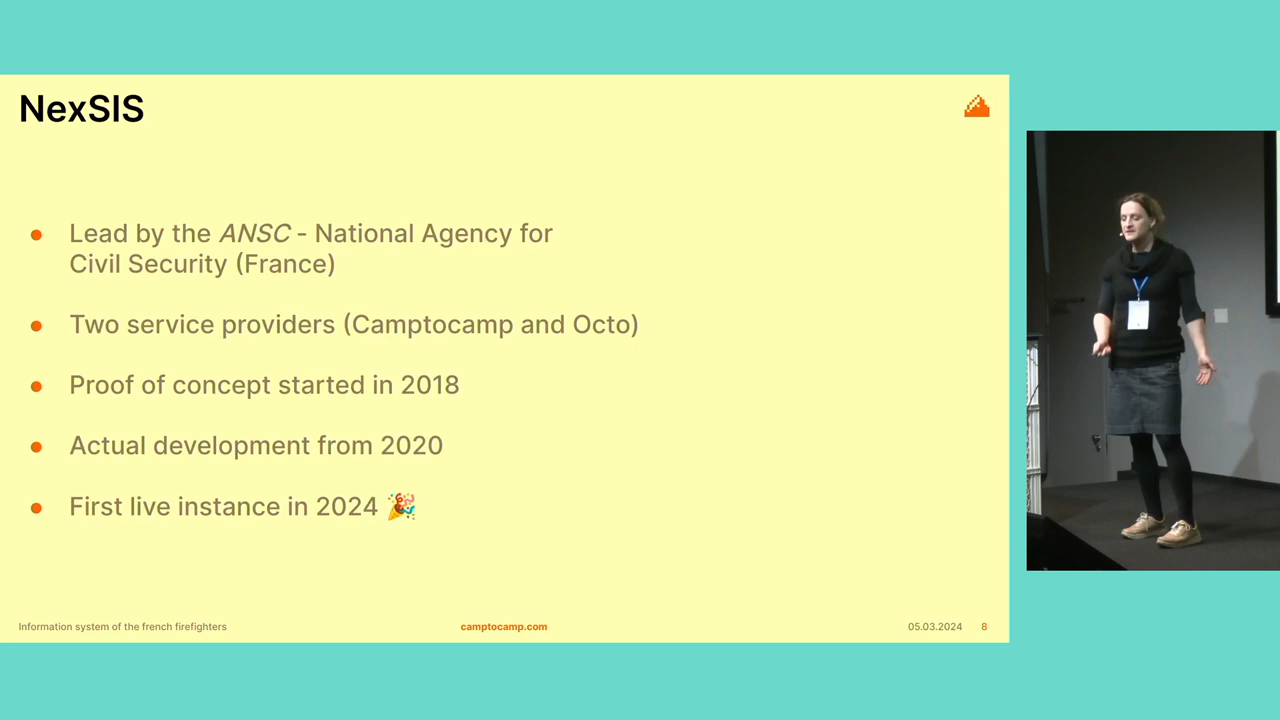 NexSIS
● Lead by the ANSC - National Agency for
Civil Security (France)
● Two service providers (Camptocamp and Octo)
● Proof of concept started in 2018
● Actual development from 2020
● First live instance in 2024 🎉
Information system of the french firefighters
camptocamp.com
05.03.2024
8